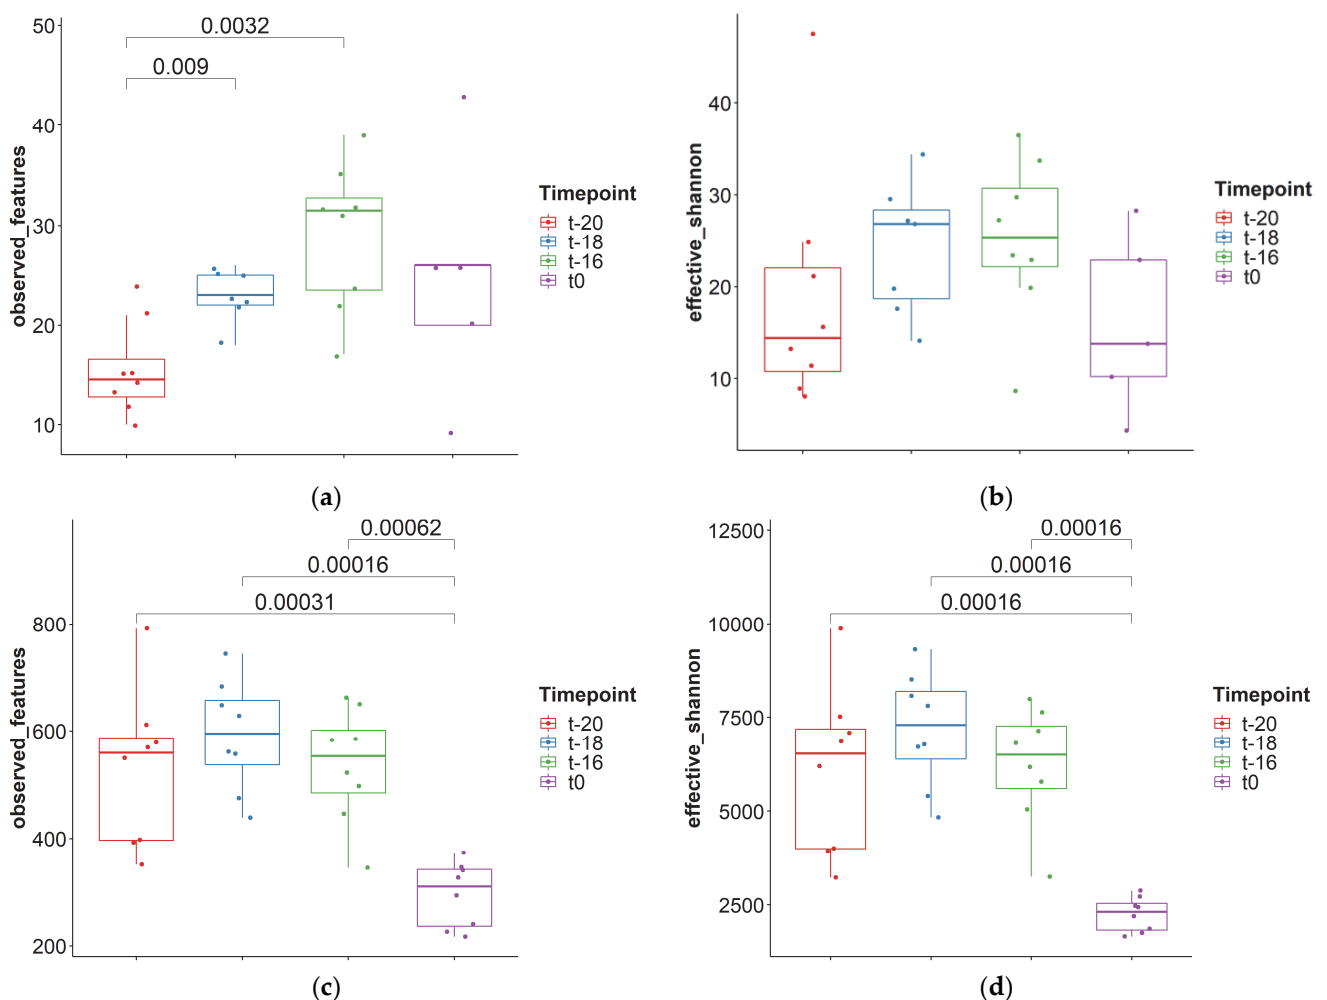 50
40
30
20
10
observed_features
0.0032
0.009
Timepoint
t-20
t-18
t-16
t0
(a)
40
30
20
10
effective_shannon
Timepoint
t-20
t-18
t-16
t0
(b)
800
600
400
200
observed_features
0.00062
0.00016
0.00031
Timepoint
t-20
t-18
t-16
t0
(c)
12500
10000
7500
5000
2500
effective_shannon
0.00016
0.00016
0.00016
Timepoint
t-20
t-18
t-16
t0
(d)